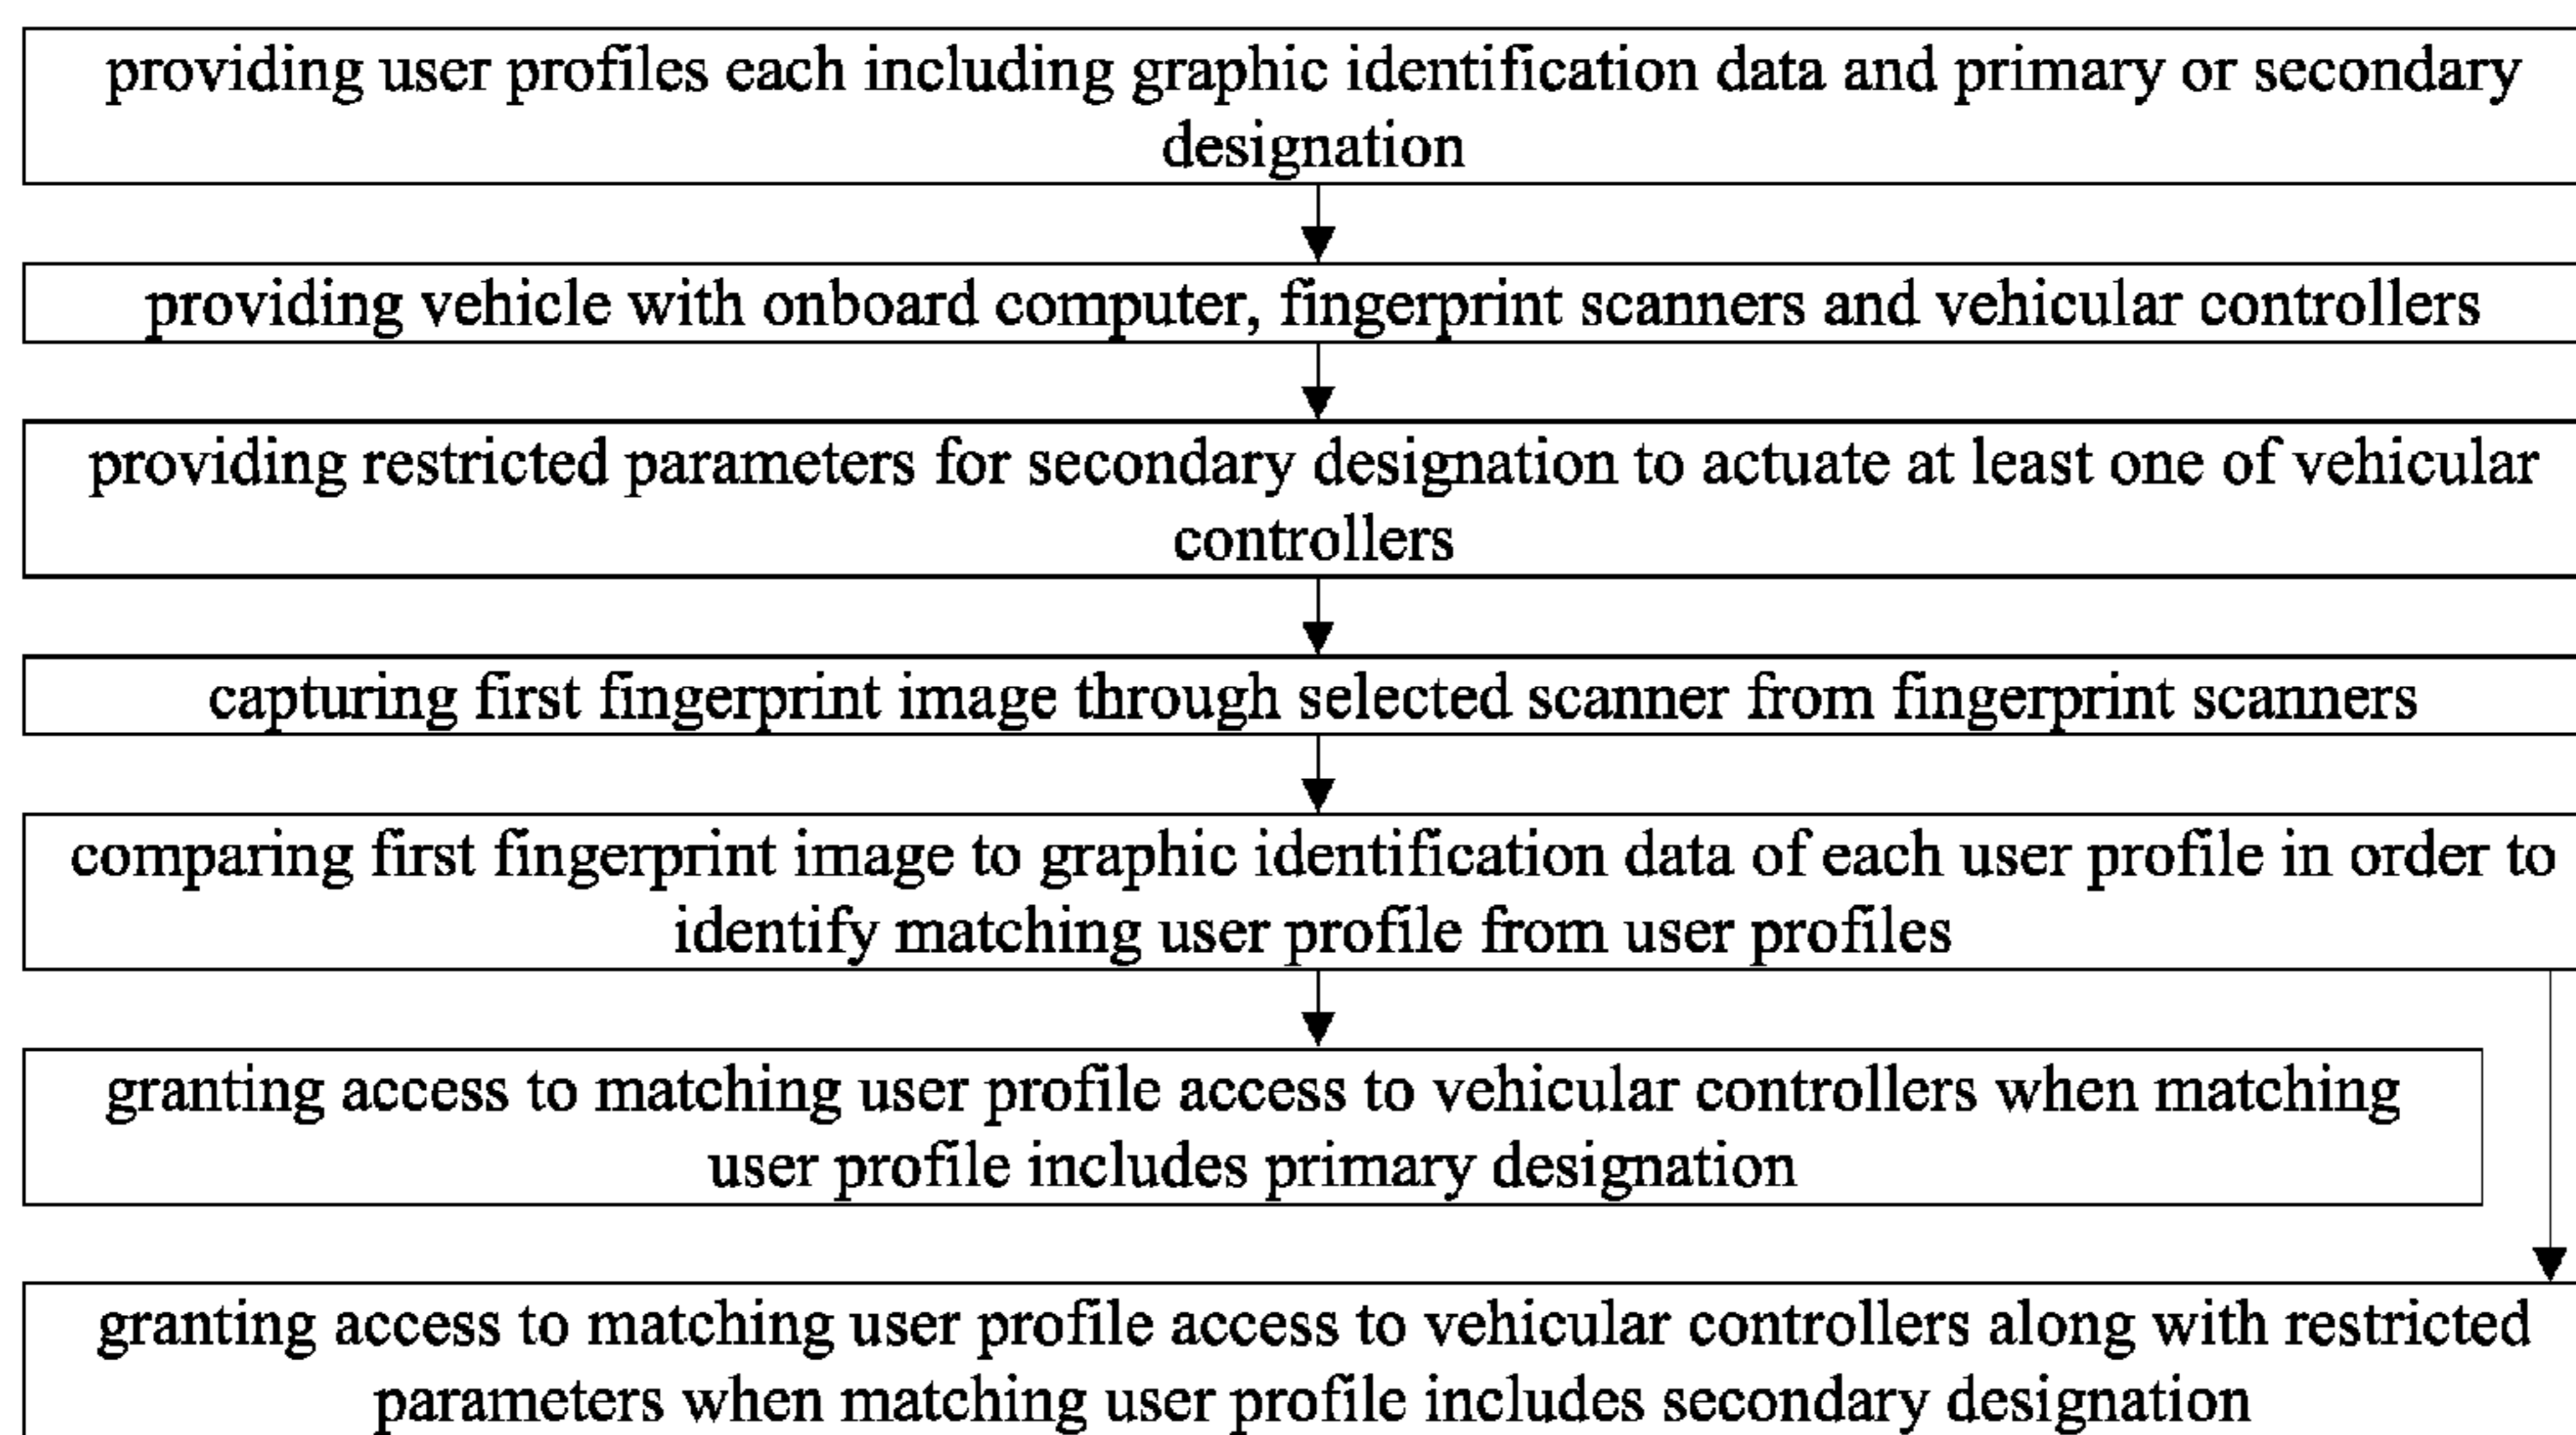 providing user profiles each including graphic identification data and primary or secondary
designation
providing vehicle with onboard computer, fingerprint scanners and vehicular controllers
providing restricted parameters for secondary designation to actuate at least one of vehicular
controllers
capturing first fingerprint image through selected scanner from fingerprint scanners
comparing first fingerprint image to graphic identification data of each user profile in order to
identify matching user profile from user profiles
granting access to matching user profile access to vehicular controllers when matching
user profile includes primary designation
granting access to matching user profile access to vehicular controllers along with restricted
parameters when matching user profile includes secondary designation